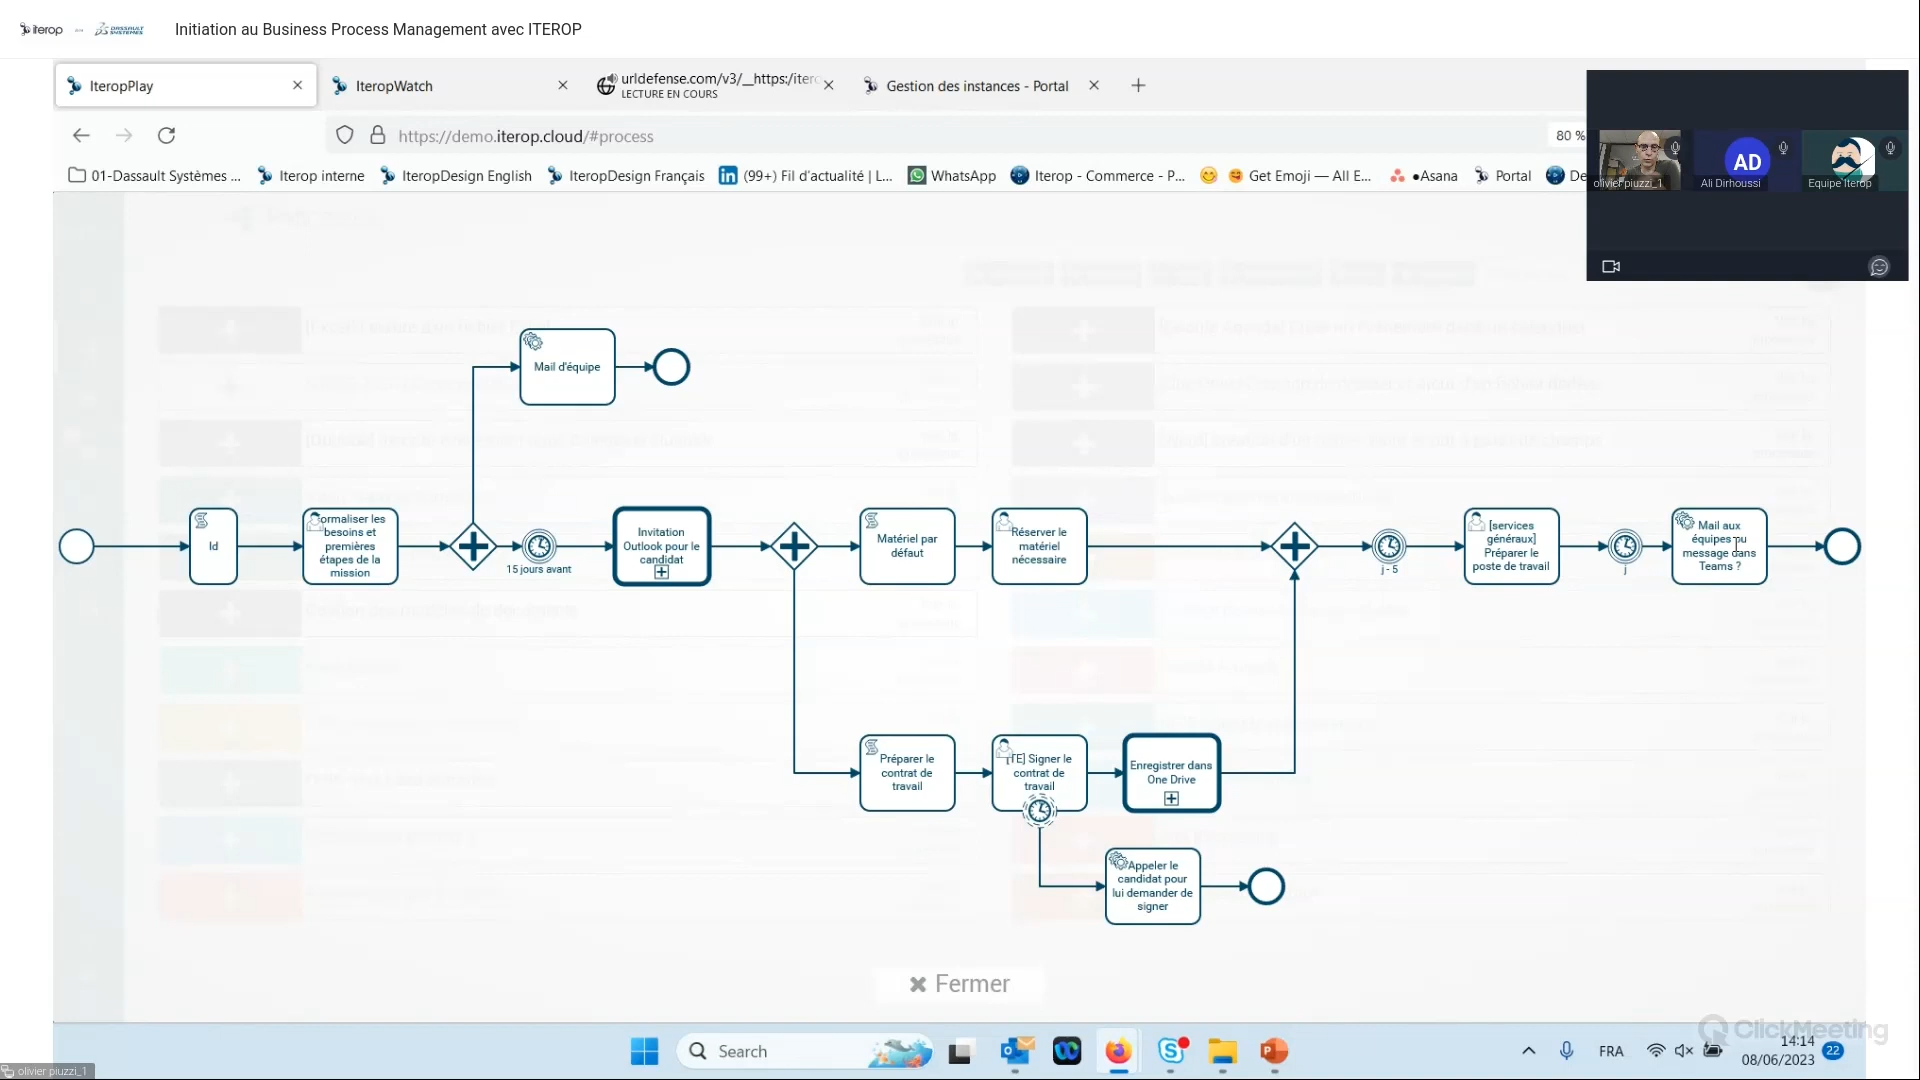 iterop
DASSAULT SYSTEMES
Initiation au Business Process Management avec ITEROP
IteropPlay
IteropWatch
urldefense.com/v3/__https:/iterc
LECTURE EN COURS
Gestion des instances - Portal
https://demo.iterop.cloud/#process
80 %
01-Dassault Systèmes ...
Iterop interne
IteropDesign English
IteropDesign Français
(99+) Fil d'actualité | L...
WhatsApp
Iterop - Commerce - P...
Get Emoji — All E...
●Asana
Portal
De
AD
olivier piuzzi_1
Ali Dirhoussi
Equipe Iterop
Mail d'équipe
Id
ormaliser les
besoins et
premières
étapes de la
mission
15 jours avant
Invitation
Outlook pour le
candidat
Matériel par
défaut
Réserver le
matériel
nécessaire
j - 5
[services
généraux]
Préparer le
poste de travail
j
Mail aux
équipes ou
message dans
Teams ?
Préparer le
contrat de
travail
[TE] Signer le
contrat de
travail
Enregistrer dans
One Drive
Appeler le
candidat pour
lui demander de
signer
Fermer
ClickMeeting
Search
FRA
14:14
08/06/2023
22
olivier piuzzi_1